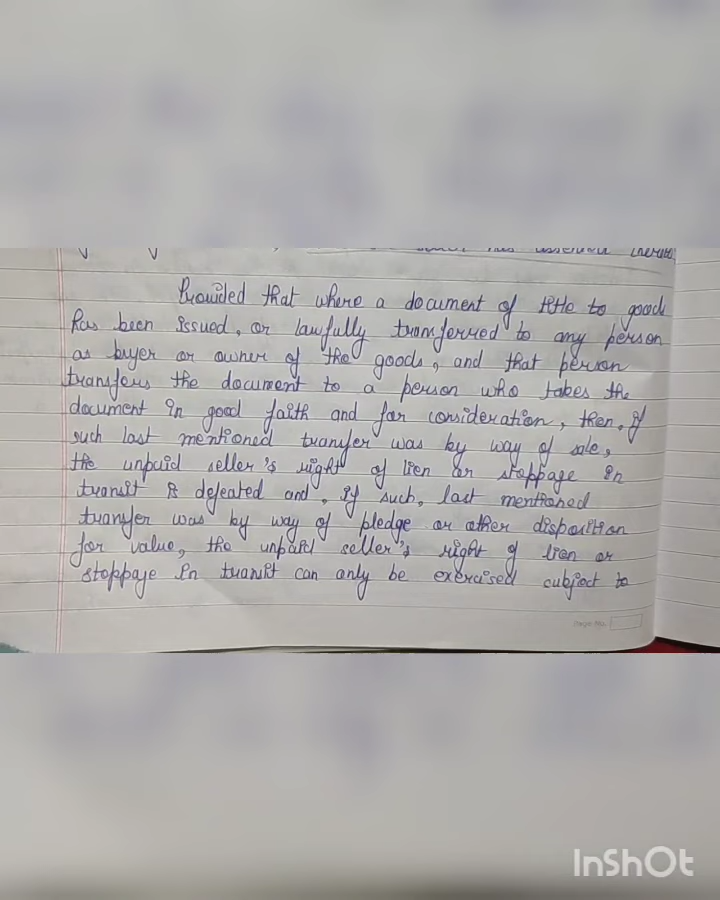 has assented thereto
Provided that where a document of title to goods
has been issued, or lawfully transferred to any person
as buyer or owner of the goods, and that person
transfers the document to a person who takes the
document in good faith and for consideration, then, if
such last mentioned transfer was by way of sale,
the unpaid seller's right of lien or stoppage in
transit is defeated and, if such, last mentioned
transfer was by way of pledge or other disposition
for value, the unpaid seller's right of lien or
stoppage in transit can only be exercised subject to
Page No.
InShOt